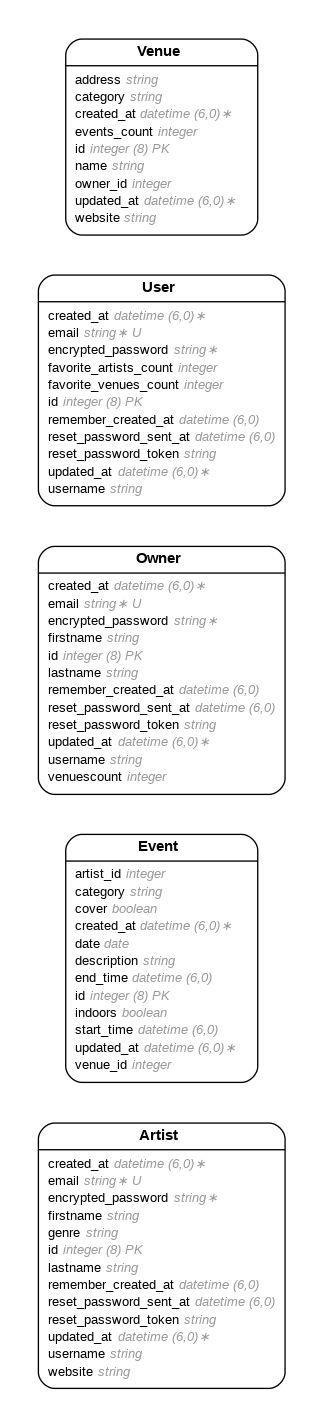 Venue
address string
category string
created_at datetime (6,0)∗
events_count integer
id integer (8) PK
name string
owner_id integer
updated_at datetime (6,0)∗
website string
User
created_at datetime (6,0)∗
email string∗ U
encrypted_password string∗
favorite_artists_count integer
favorite_venues_count integer
id integer (8) PK
remember_created_at datetime (6,0)
reset_password_sent_at datetime (6,0)
reset_password_token string
updated_at datetime (6,0)∗
username string
Owner
created_at datetime (6,0)∗
email string∗ U
encrypted_password string∗
firstname string
id integer (8) PK
lastname string
remember_created_at datetime (6,0)
reset_password_sent_at datetime (6,0)
reset_password_token string
updated_at datetime (6,0)∗
username string
venuescount integer
Event
artist_id integer
category string
cover boolean
created_at datetime (6,0)∗
date date
description string
end_time datetime (6,0)
id integer (8) PK
indoors boolean
start_time datetime (6,0)
updated_at datetime (6,0)∗
venue_id integer
Artist
created_at datetime (6,0)∗
email string∗ U
encrypted_password string∗
firstname string
genre string
id integer (8) PK
lastname string
remember_created_at datetime (6,0)
reset_password_sent_at datetime (6,0)
reset_password_token string
updated_at datetime (6,0)∗
username string
website string